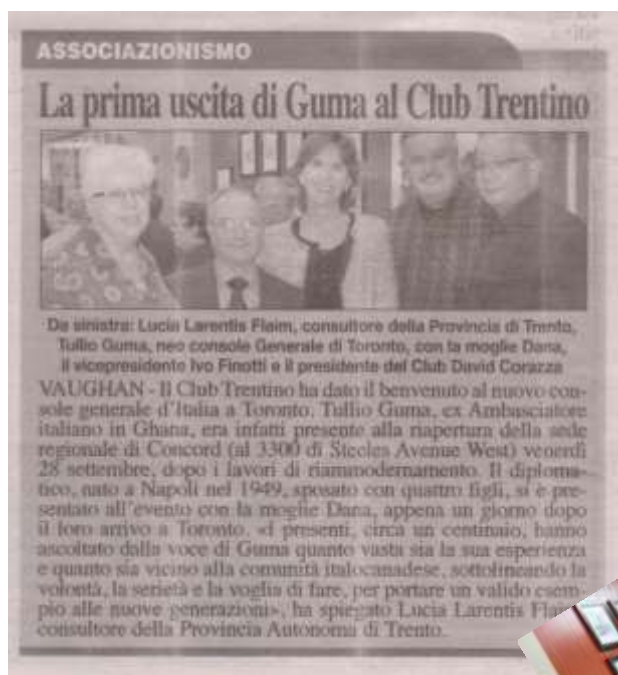 ASSOCIAZIONISMO
La prima uscita di Guma al Club Trentino
Da sinistra: Lucia Larentis Flaim, consultore della Provincia di Trento,
Tullio Guma, neo console Generale di Toronto, con la moglie Dana,
il vicepresidente Ivo Finotti e il presidente del Club David Corazza
VAUGHAN - Il Club Trentino ha dato il benvenuto al nuovo con-
sole generale d'Italia a Toronto. Tullio Guma, ex Ambasciatore
italiano in Ghana, era infatti presente alla riapertura della sede
regionale di Concord (al 3300 di Steeles Avenue West) venerdì
28 settembre, dopo i lavori di riammodernamento. Il diploma-
tico, nato a Napoli nel 1949, sposato con quattro figli, si è pre-
sentato all'evento con la moglie Dana, appena un giorno dopo
il loro arrivo a Toronto. «I presenti, circa un centinaio, hanno
ascoltato dalla voce di Guma quanto vasta sia la sua esperienza
e quanto sia vicino alla comunità italocanadese, sottolineando la
volontà, la serietà e la voglia di fare, per portare un valido esem-
pio alle nuove generazioni», ha spiegato Lucia Larentis
consultore della Provincia Autonoma di Trento.